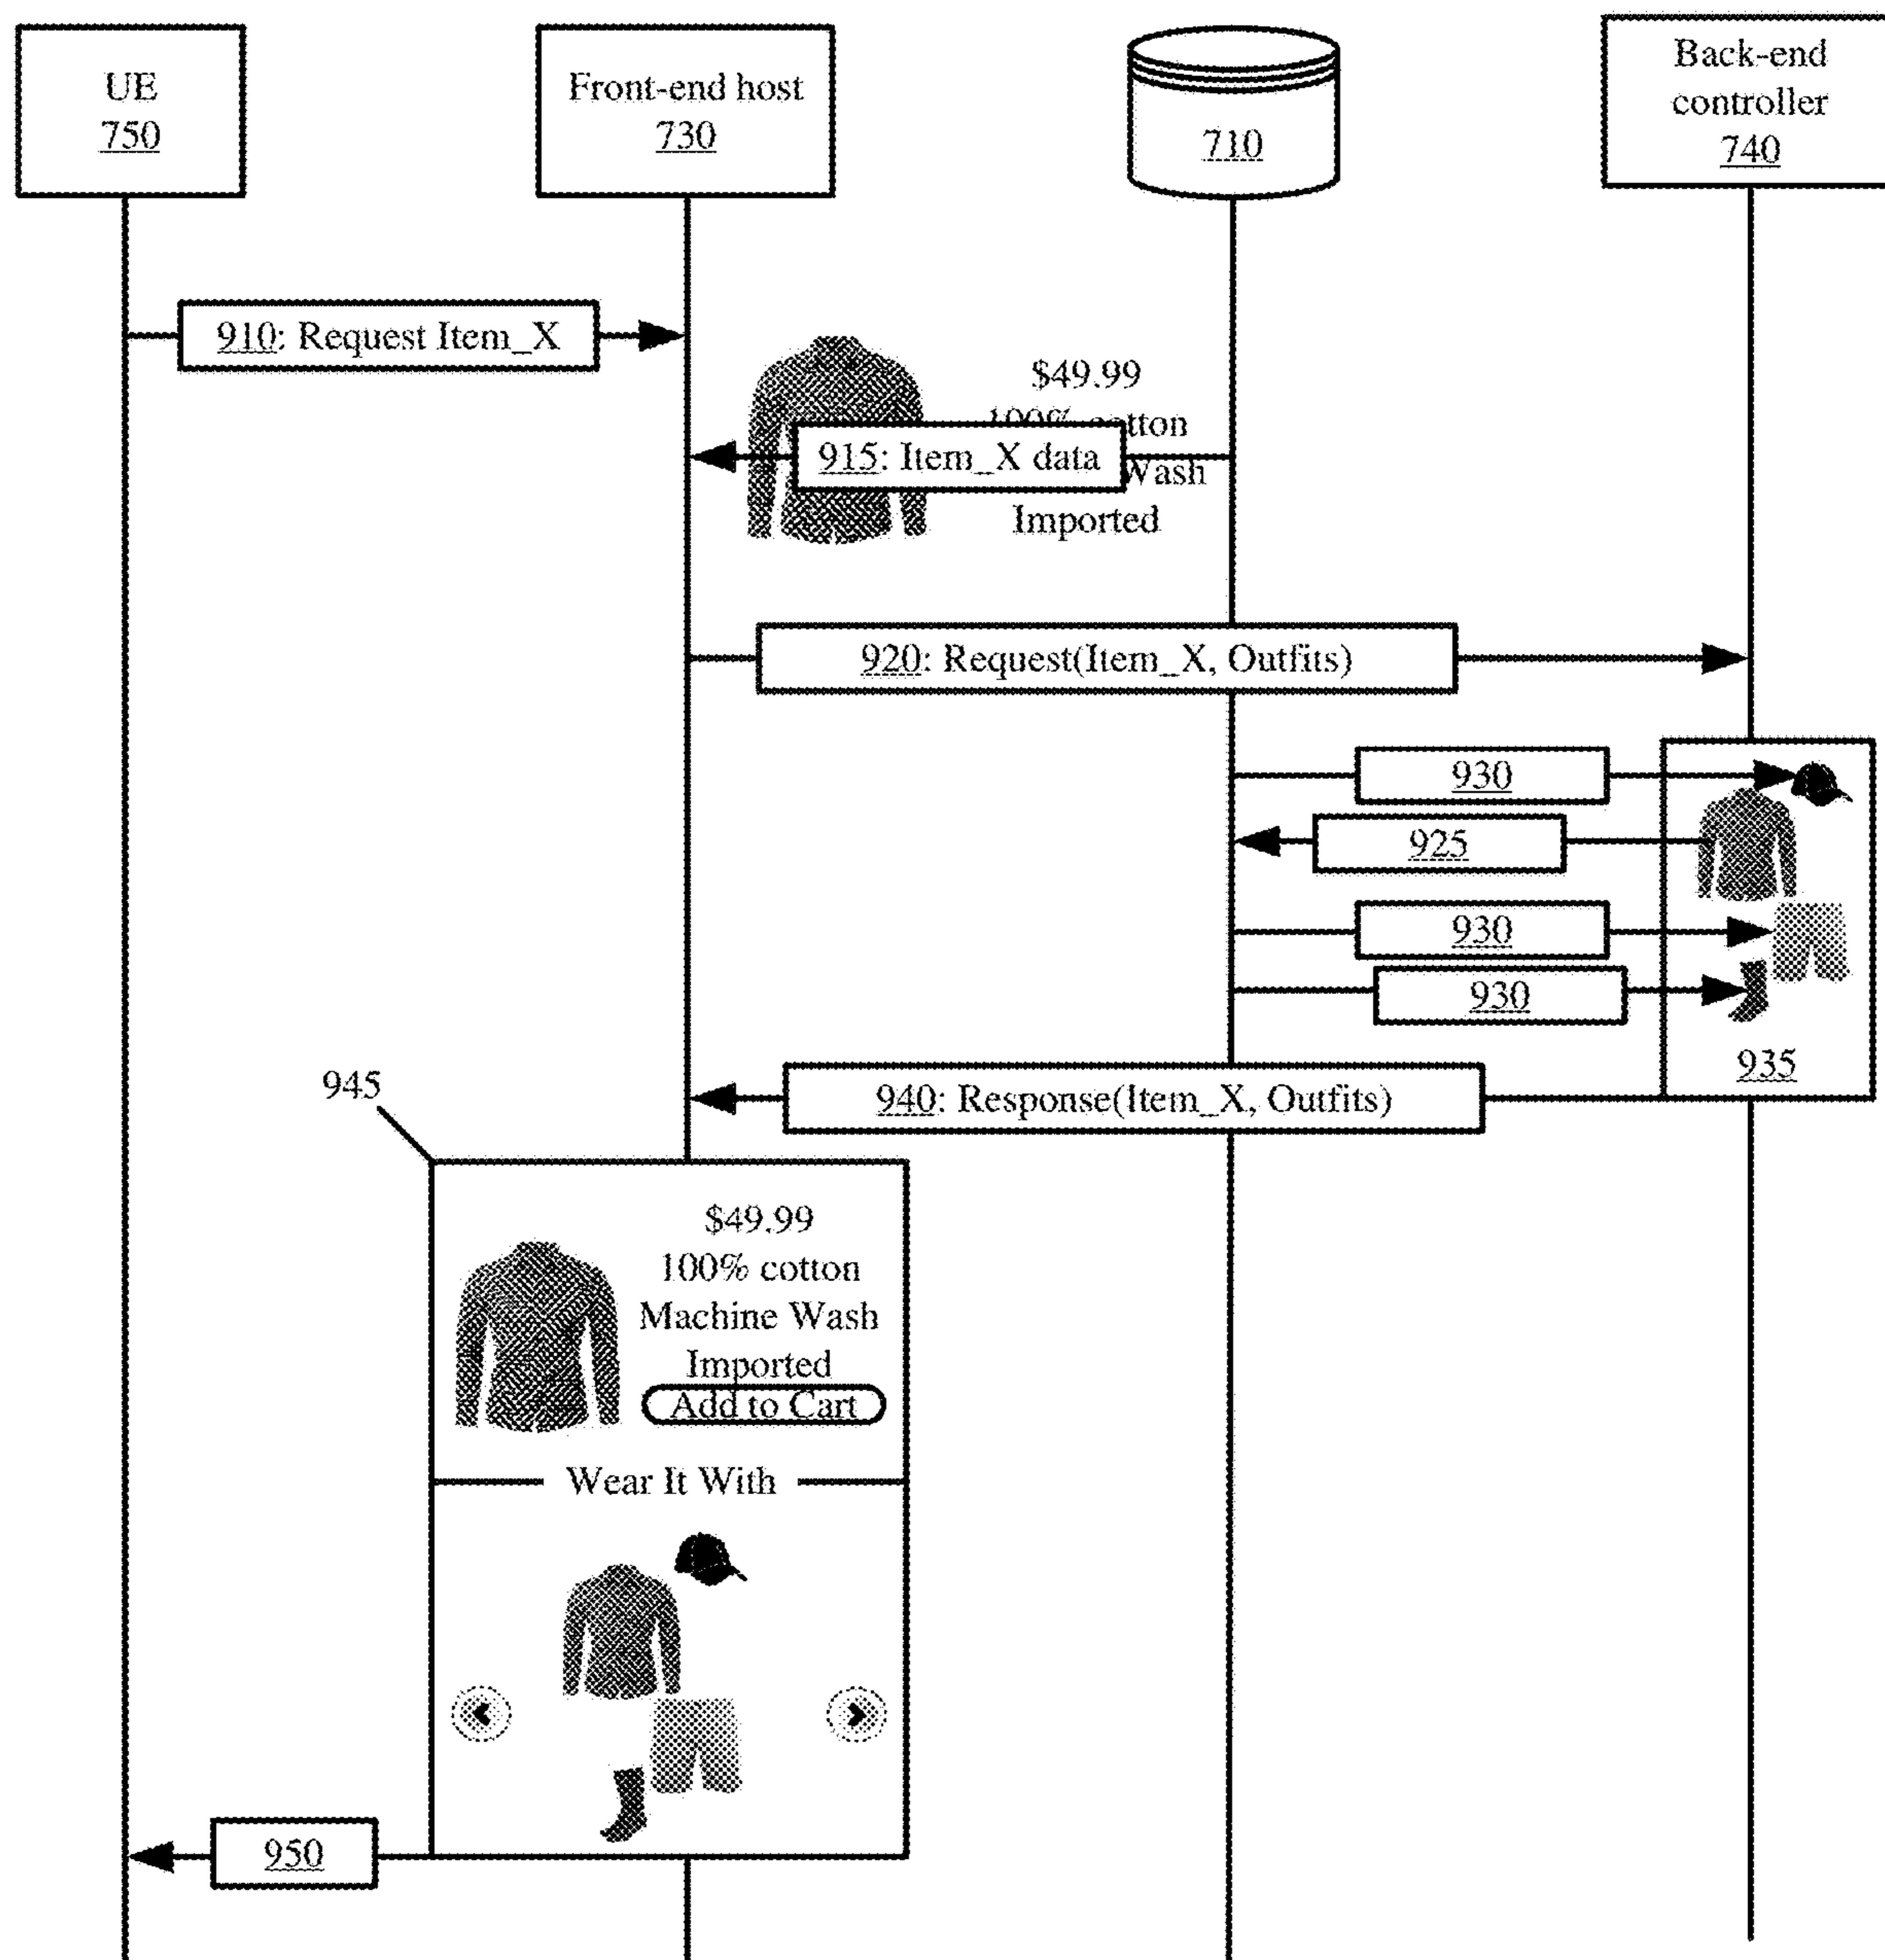 UE
750
Front-end host
730
710
Back-end
controller
740
910: Request Item_X
$49.99
100% cotton
915: Item_X data
Wash
Imported
920: Request(Item_X, Outfits)
930
925
930
930
935
940: Response(Item_X, Outfits)
945
$49.99
100% cotton
Machine Wash
Imported
Add to Cart
Wear It With
950